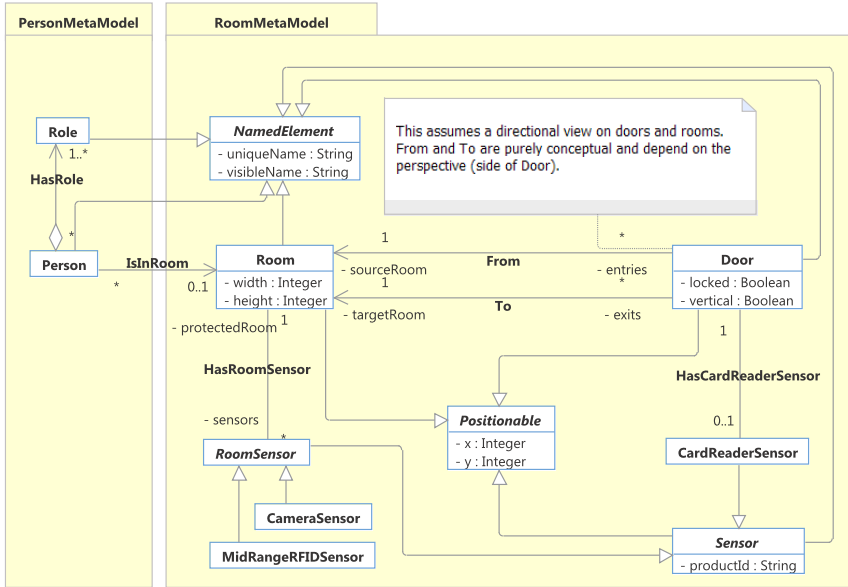 PersonMetaModel
RoomMetaModel
NamedElement
- uniqueName : String
- visibleName : String
This assumes a directional view on doors and rooms.
From and To are purely conceptual and depend on the
perspective (side of Door).
Role
1..*
HasRole
*
Person
IsInRoom
*
0..1
Room
- width : Integer
- height : Integer
1
- sourceRoom
From
*
- entries
1
- targetRoom
To
*
- exits
Door
- locked : Boolean
- vertical : Boolean
- protectedRoom
1
HasRoomSensor
- sensors
*
1
HasCardReaderSensor
0..1
Positionable
- x : Integer
- y : Integer
RoomSensor
CardReaderSensor
CameraSensor
MidRangeRFIDSensor
Sensor
- productId : String